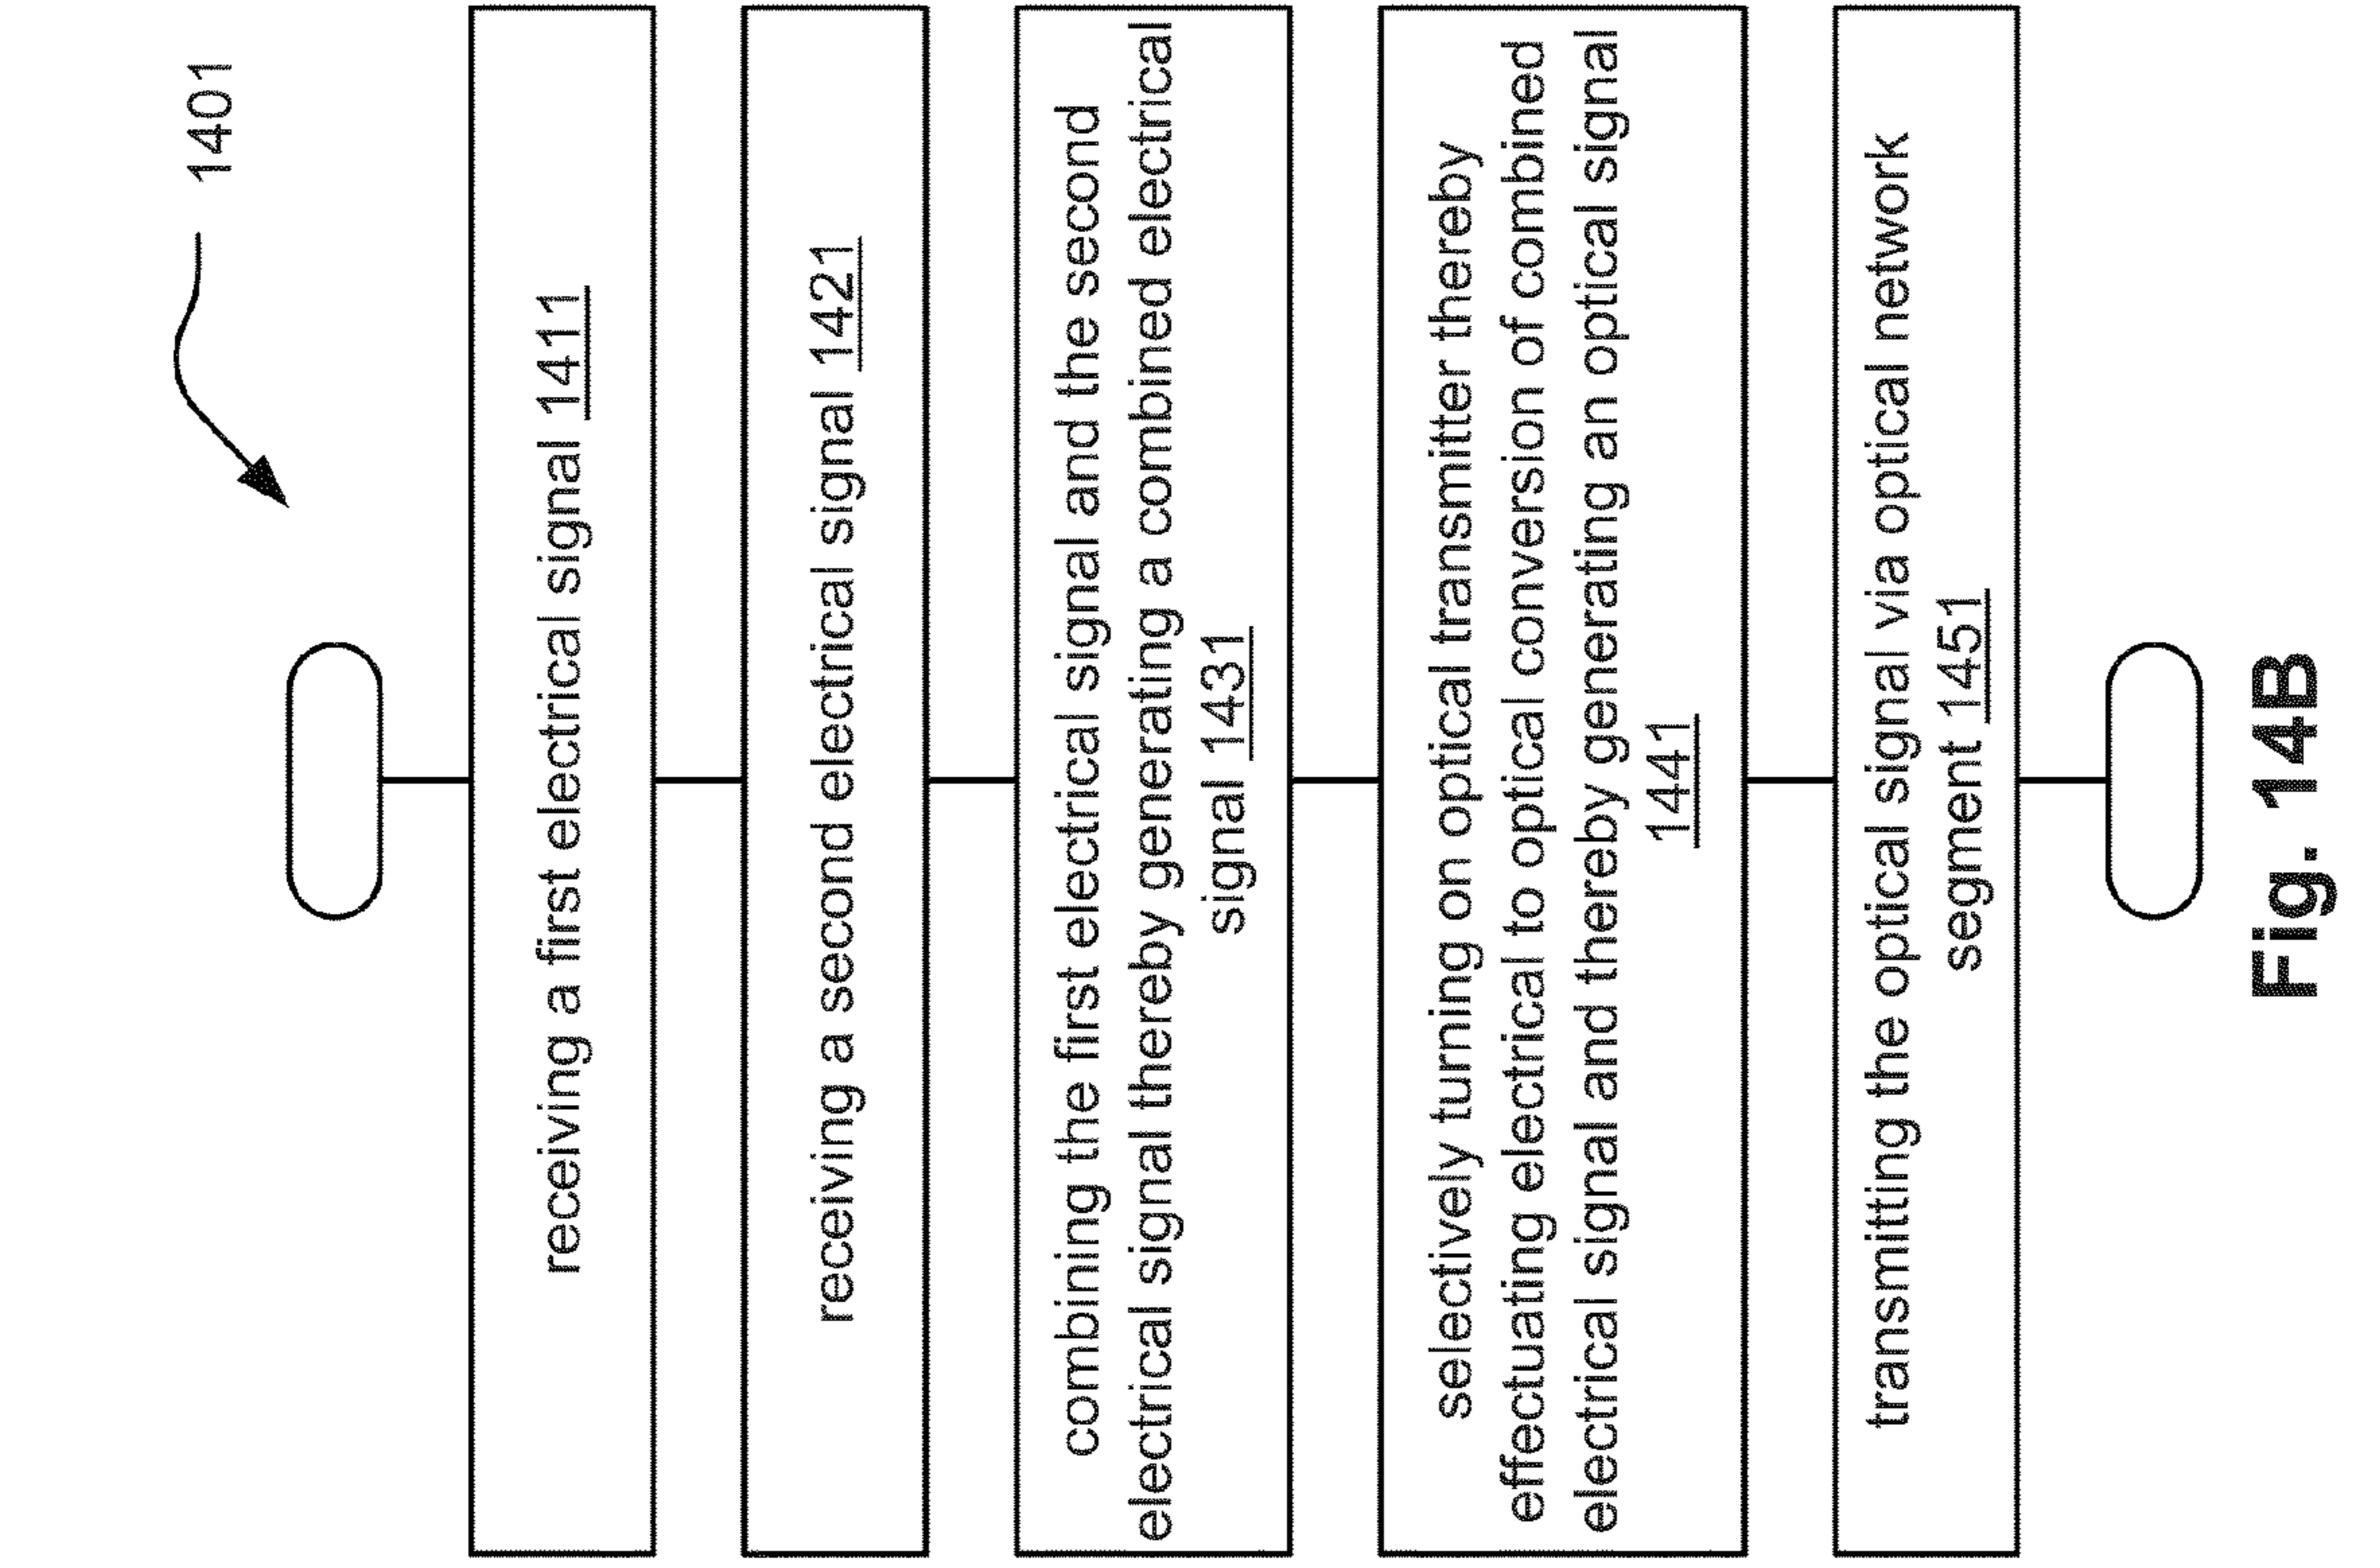 1401
receiving a first electrical signal 1411
receiving a second electrical signal 1421
combining the first electrical signal and the second
electrical signal thereby generating a combined electrical
signal 1431
selectively turning on optical transmitter thereby
effectuating electrical to optical conversion of combined
electrical signal and thereby generating an optical signal
1441
transmitting the optical signal via optical network
segment 1451
Fig. 14B